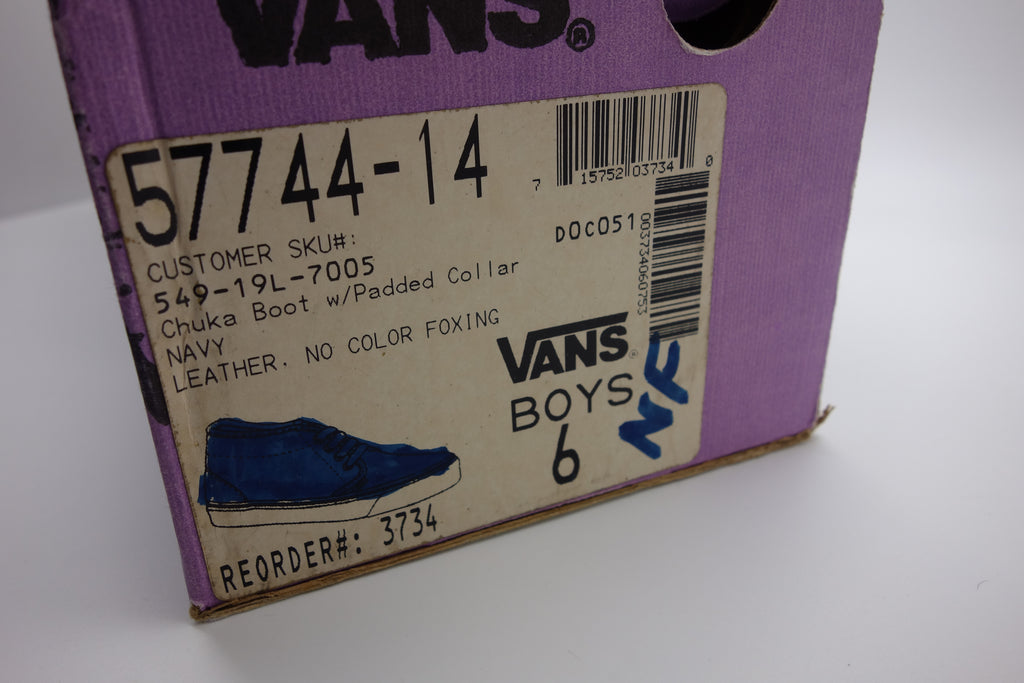 VANS®
57744-14
7 15752 03734 0
CUSTOMER SKU#:
549-19L-7005
DOC051
003734060753
Chuka Boot w/Padded Collar
NAVY
LEATHER, NO COLOR FOXING
VANS®
BOYS
6
NF
REORDER#: 3734